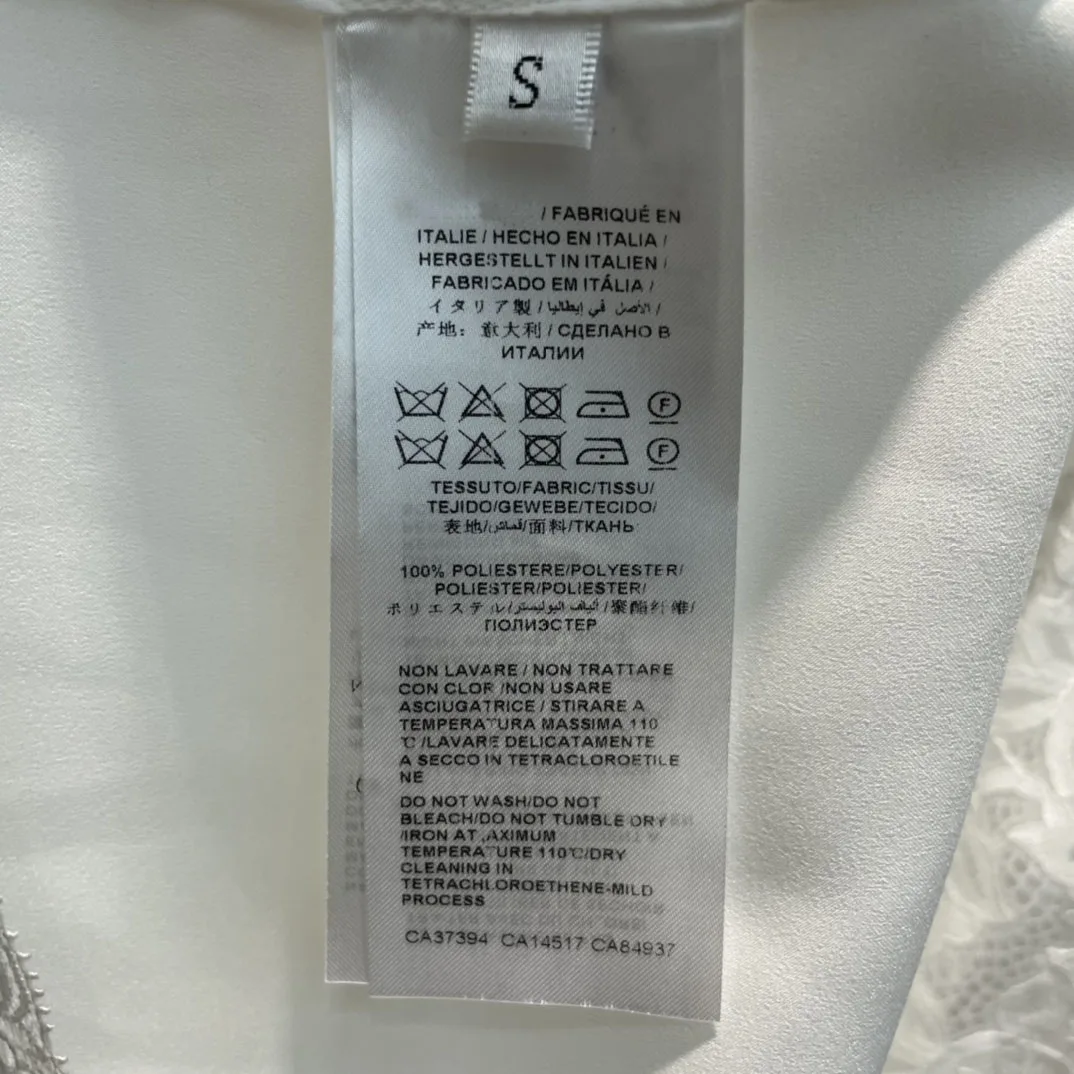 S
/ FABRIQUÉ EN
ITALIE / HECHO EN ITALIA /
HERGESTELLT IN ITALIEN /
FABRICADO EM ITÁLIA /
イタリア製 / الأصل في إيطاليا /
产地：意大利 / СДЕЛАНО В
ИТАЛИИ
F
F
TESSUTO/FABRIC/TISSU/
TEJIDO/GEWEBE/TECIDO/
表地/قماش/面料/ТКАНЬ
100% POLIESTERE/POLYESTER/
POLIESTER/POLIESTER/
ポリエステル/ألياف البوليستر/聚酯纤维/
ПОЛИЭСТЕР
NON LAVARE / NON TRATTARE
CON CLOR /NON USARE
ASCIUGATRICE / STIRARE A
TEMPERATURA MASSIMA 110
℃ /LAVARE DELICATAMENTE
A SECCO IN TETRACLOROETILE
NE
DO NOT WASH/DO NOT
BLEACH/DO NOT TUMBLE DRY
/IRON AT ,AXIMUM
TEMPERATURE 110℃/DRY
CLEANING IN
TETRACHLOROETHENE-MILD
PROCESS
CA37394 CA14517 CA84937